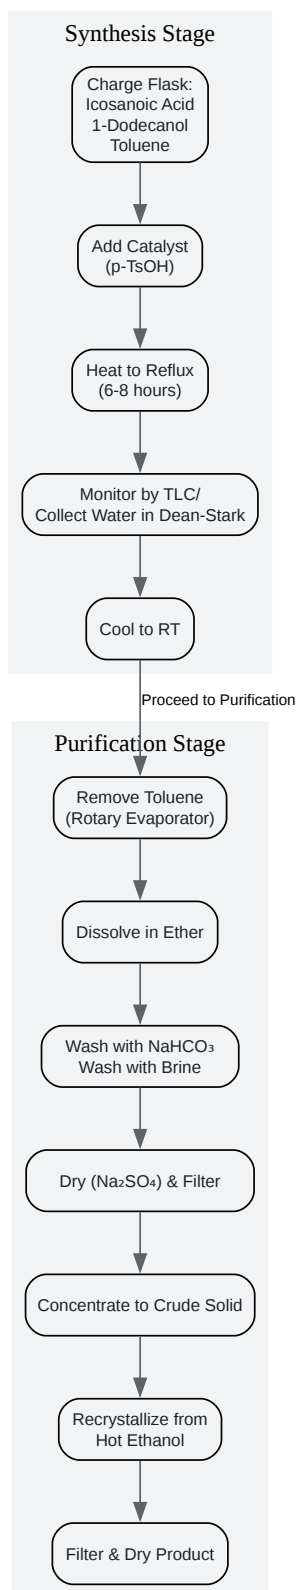 Synthesis Stage
Charge Flask:
Icosanoic Acid
1-Dodecanol
Toluene
Add Catalyst
(p-TsOH)
Heat to Reflux
(6-8 hours)
Monitor by TLC/
Collect Water in Dean-Stark
Cool to RT
Proceed to Purification
Purification Stage
Remove Toluene
(Rotary Evaporator)
Dissolve in Ether
Wash with NaHCO₃
Wash with Brine
Dry (Na₂SO₄) & Filter
Concentrate to Crude Solid
Recrystallize from
Hot Ethanol
Filter & Dry Product